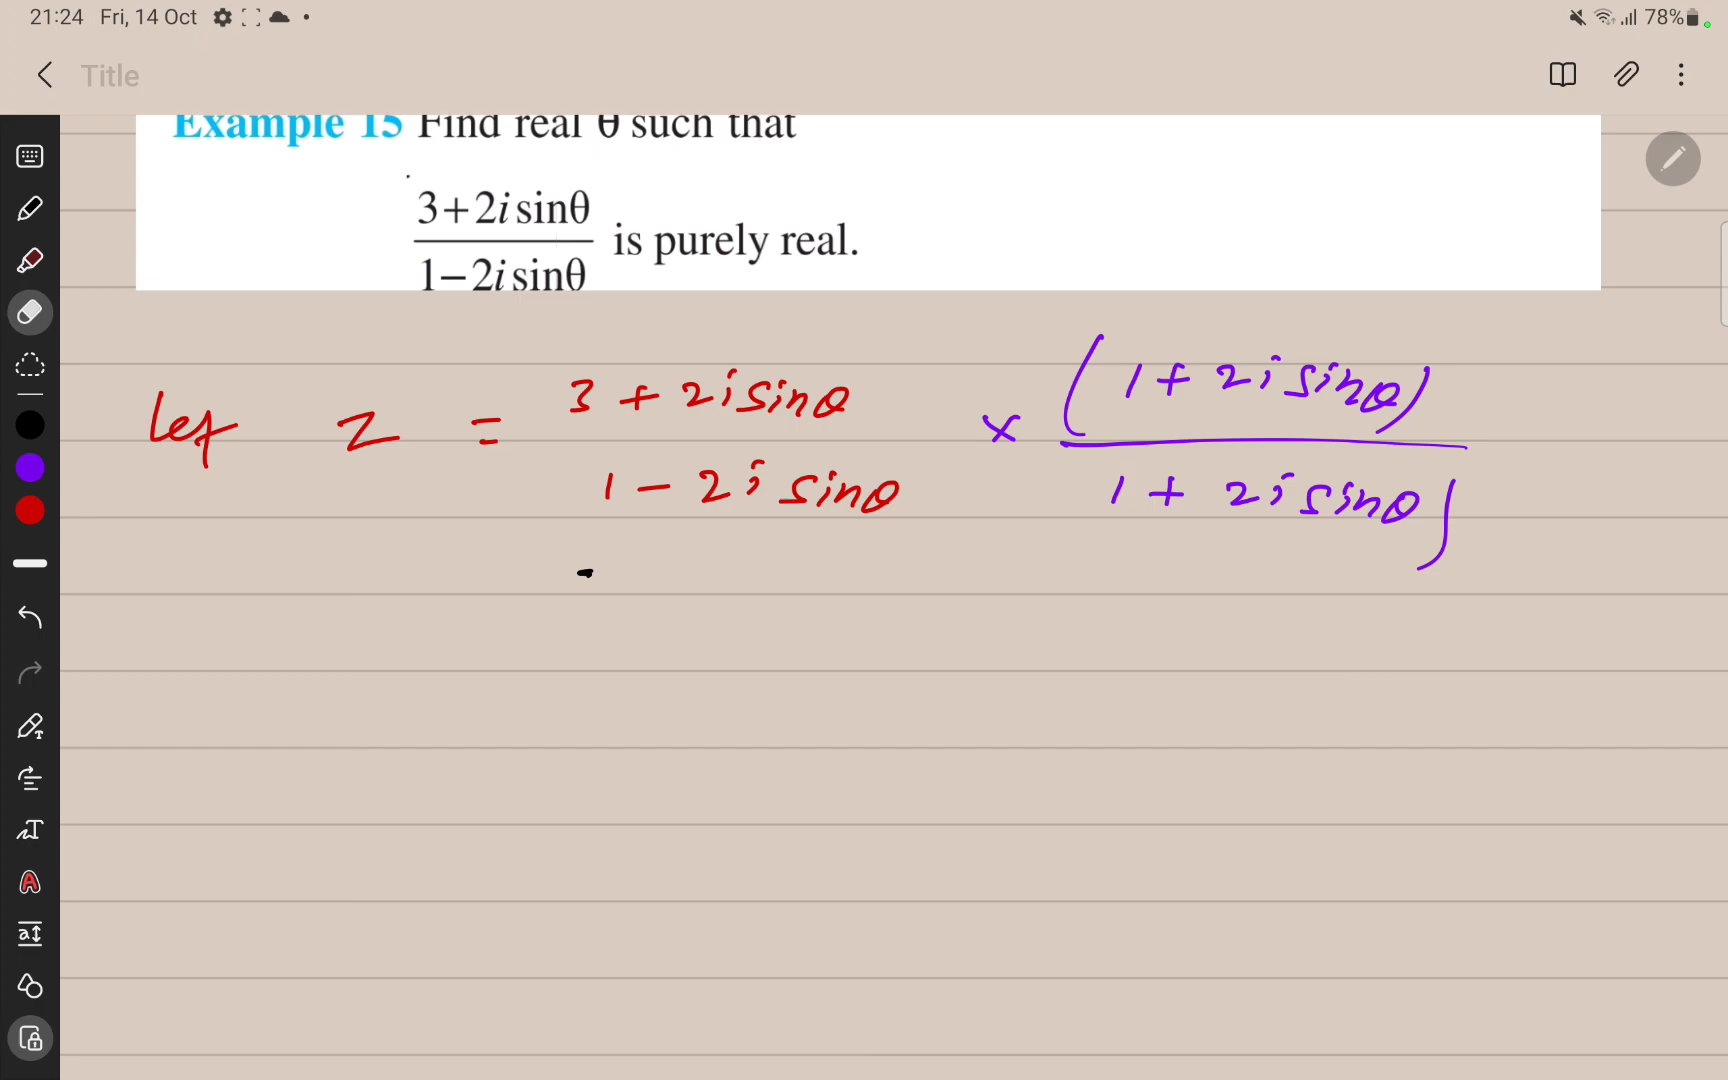 21:24 Fri, 14 Oct 78%
Title
Example 15 Find real θ such that
3+2i sinθ
1−2i sinθ
is purely real.
let z = 3 + 2i sinθ × (1 + 2i sinθ)
1 − 2i sinθ 1 + 2i sinθ)